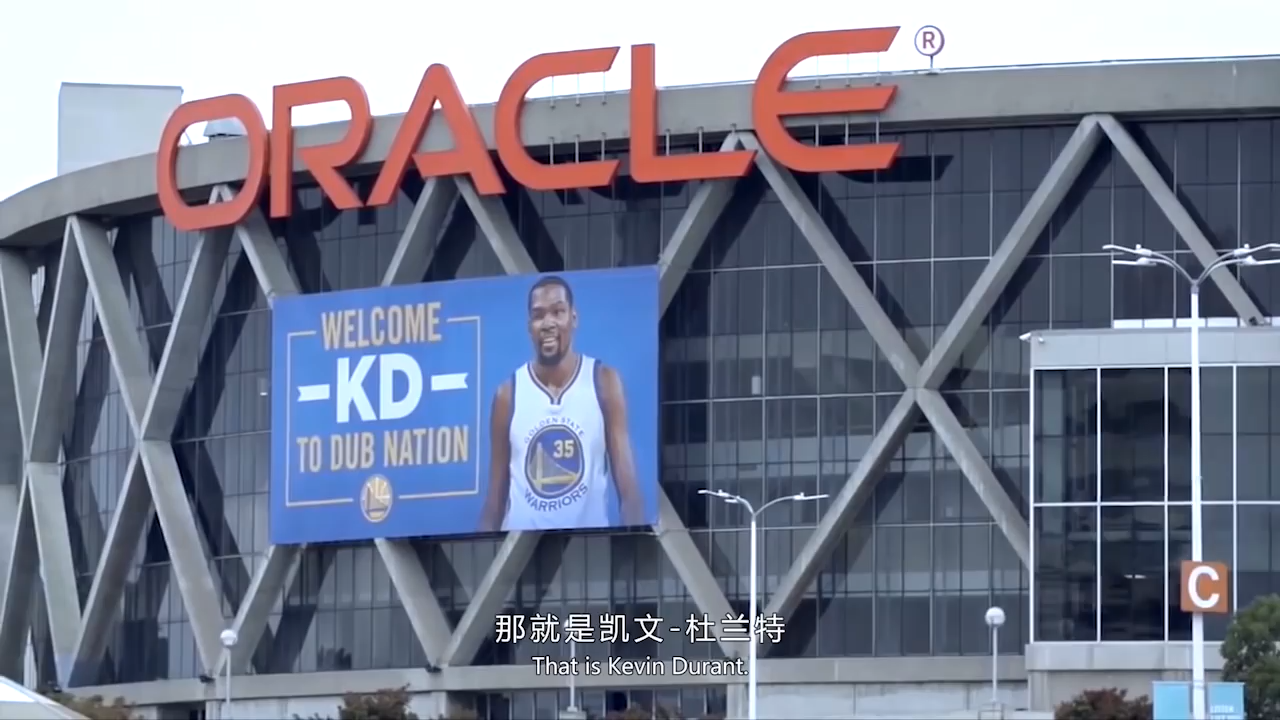 ORACLE®
WELCOME
KD
TO DUB NATION
GOLDEN STATE
35
WARRIORS
C
那就是凯文-杜兰特
That is Kevin Durant.